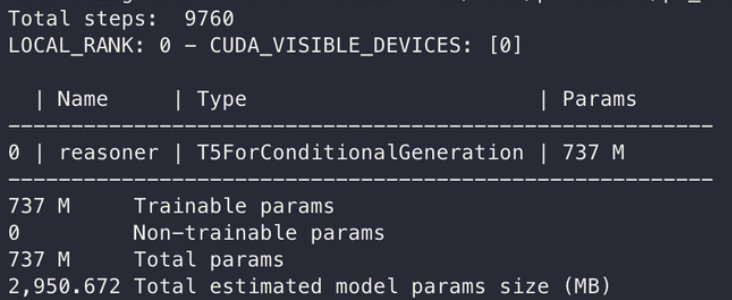 Total steps:  9760
LOCAL_RANK: 0 - CUDA_VISIBLE_DEVICES: [0]
  | Name     | Type                       | Params
0 | reasoner | T5ForConditionalGeneration | 737 M
737 M     Trainable params
0         Non-trainable params
737 M     Total params
2,950.672 Total estimated model params size (MB)